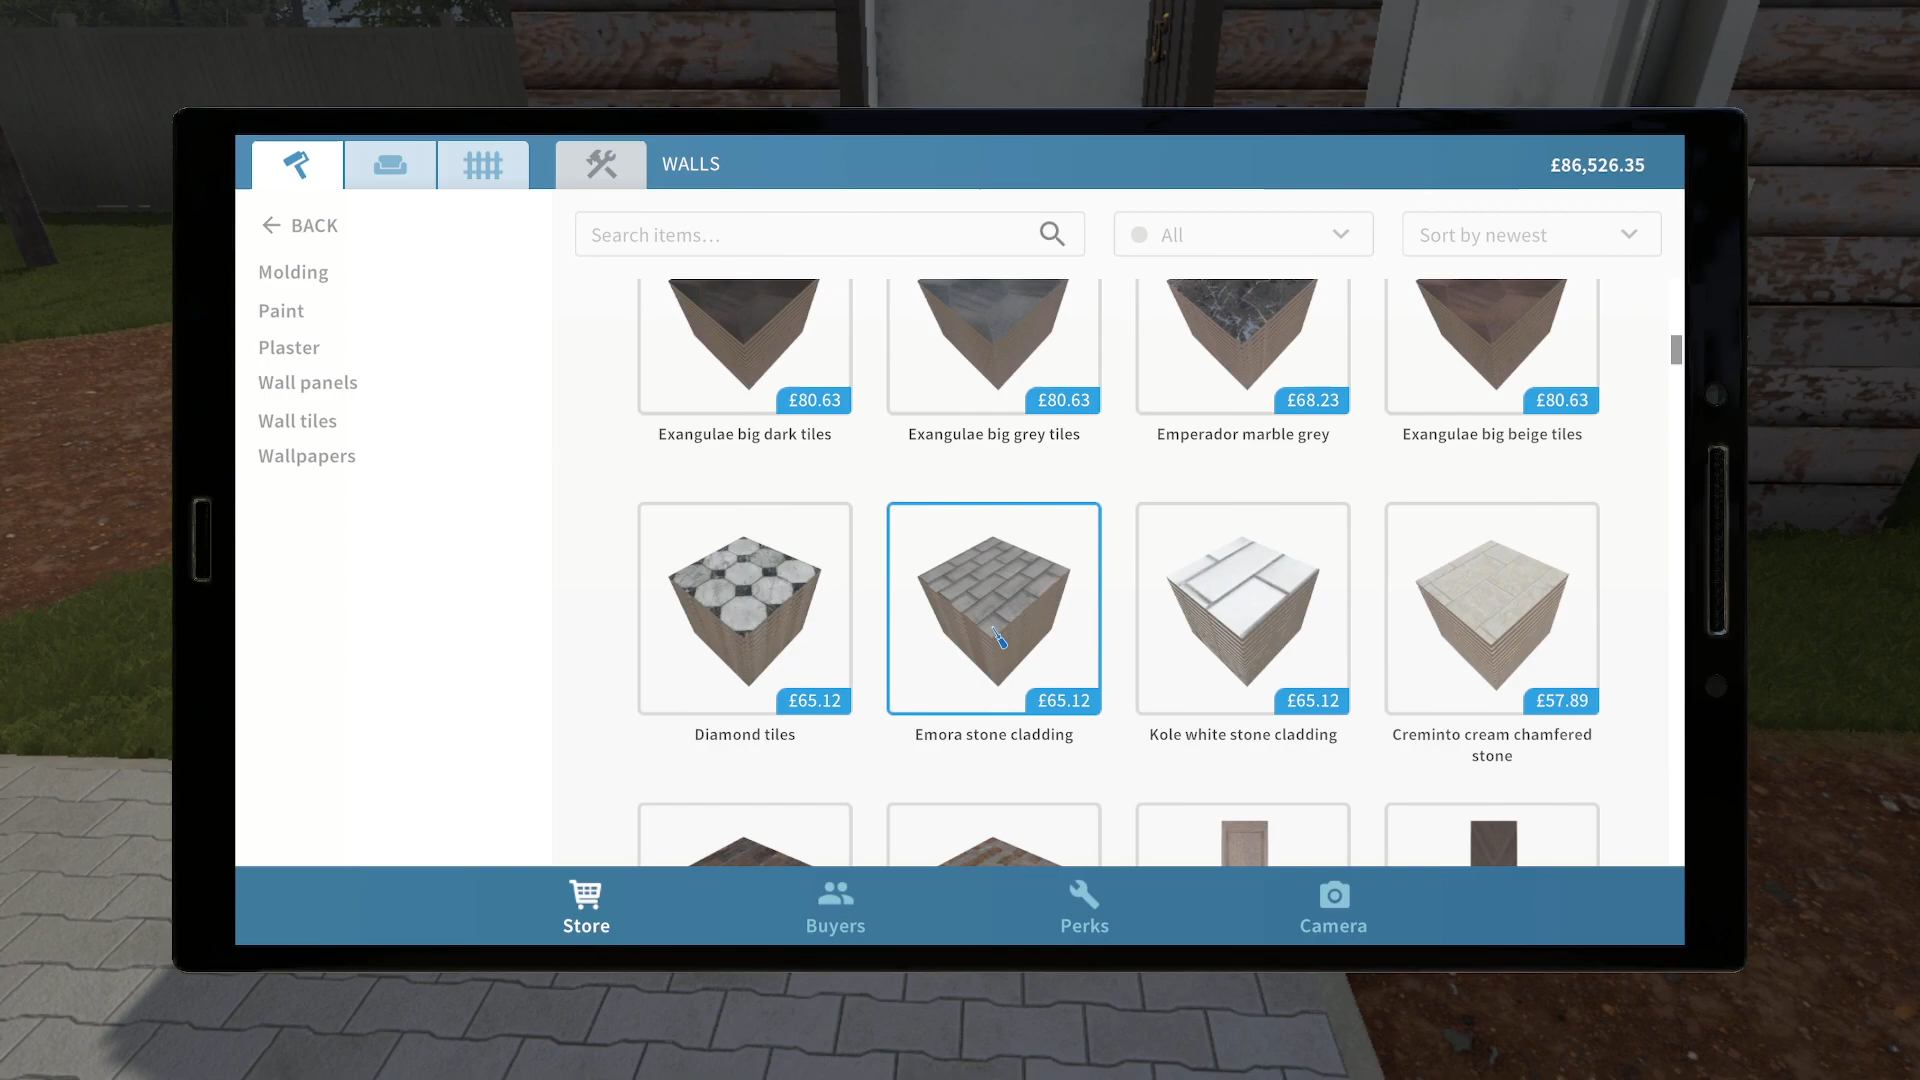 WALLS
£86,526.35
BACK
Search items...
All
Sort by newest
Molding
Paint
Plaster
Wall panels
Wall tiles
Wallpapers
£80.63
£80.63
£68.23
£80.63
Exangulae big dark tiles
Exangulae big grey tiles
Emperador marble grey
Exangulae big beige tiles
£65.12
£65.12
£65.12
£57.89
Diamond tiles
Emora stone cladding
Kole white stone cladding
Creminto cream chamfered
stone
Store
Buyers
Perks
Camera